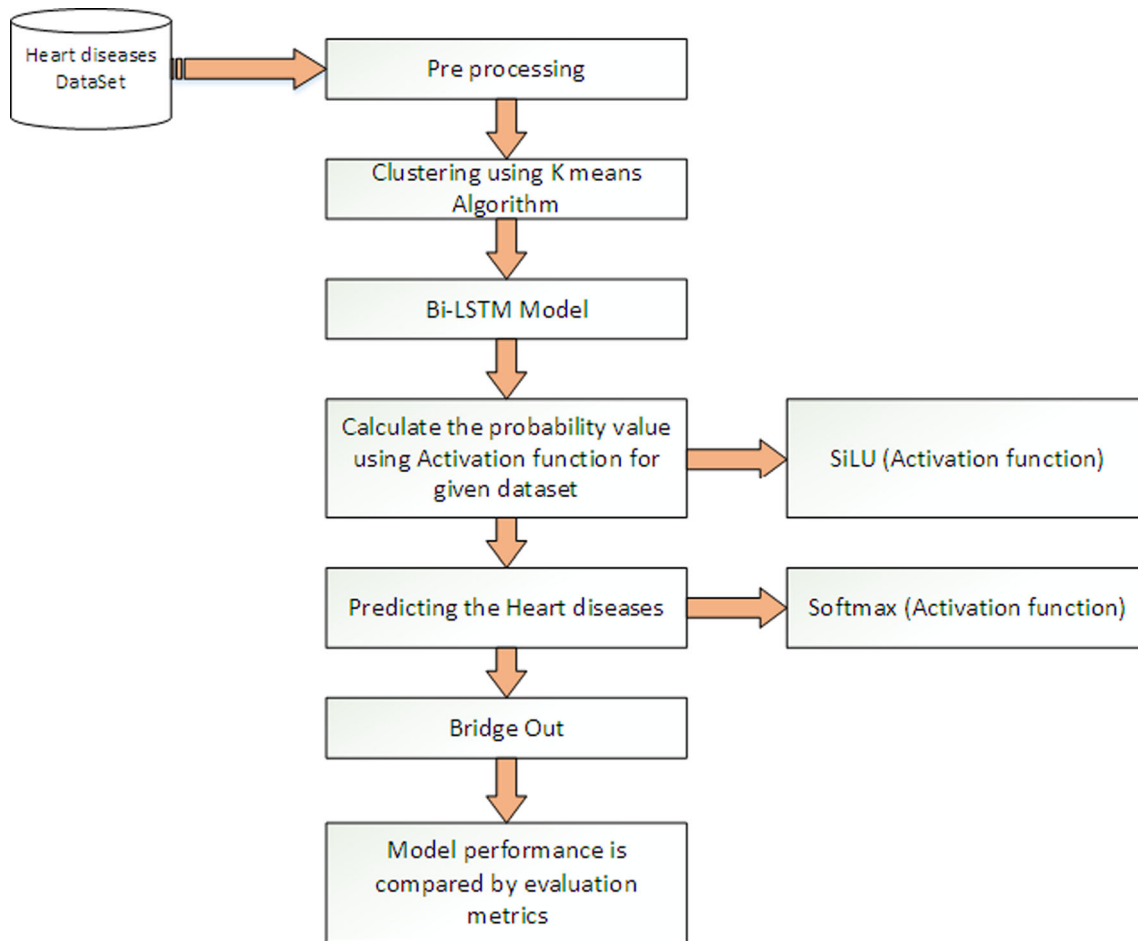 Heart diseases
DataSet
Pre processing
Clustering using K means
Algorithm
Bi-LSTM Model
Calculate the probability value
using Activation function for
given dataset
SiLU (Activation function)
Predicting the Heart diseases
Softmax (Activation function)
Bridge Out
Model performance is
compared by evaluation
metrics